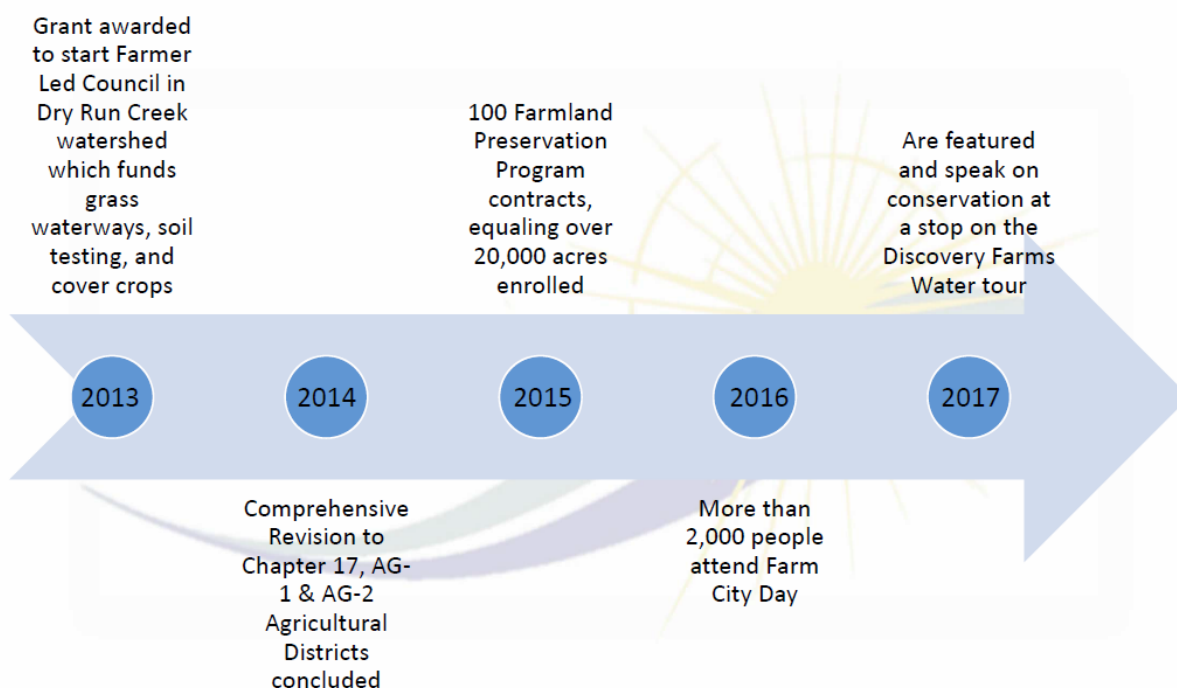 Grant awarded
to start Farmer
Led Council in
Dry Run Creek
watershed
which funds
grass
waterways, soil
testing, and
cover crops
100 Farmland
Preservation
Program
contracts,
equaling over
20,000 acres
enrolled
Are featured
and speak on
conservation at
a stop on the
Discovery Farms
Water tour
2013
2014
2015
2016
2017
Comprehensive
Revision to
Chapter 17, AG-
1 & AG-2
Agricultural
Districts
concluded
More than
2,000 people
attend Farm
City Day